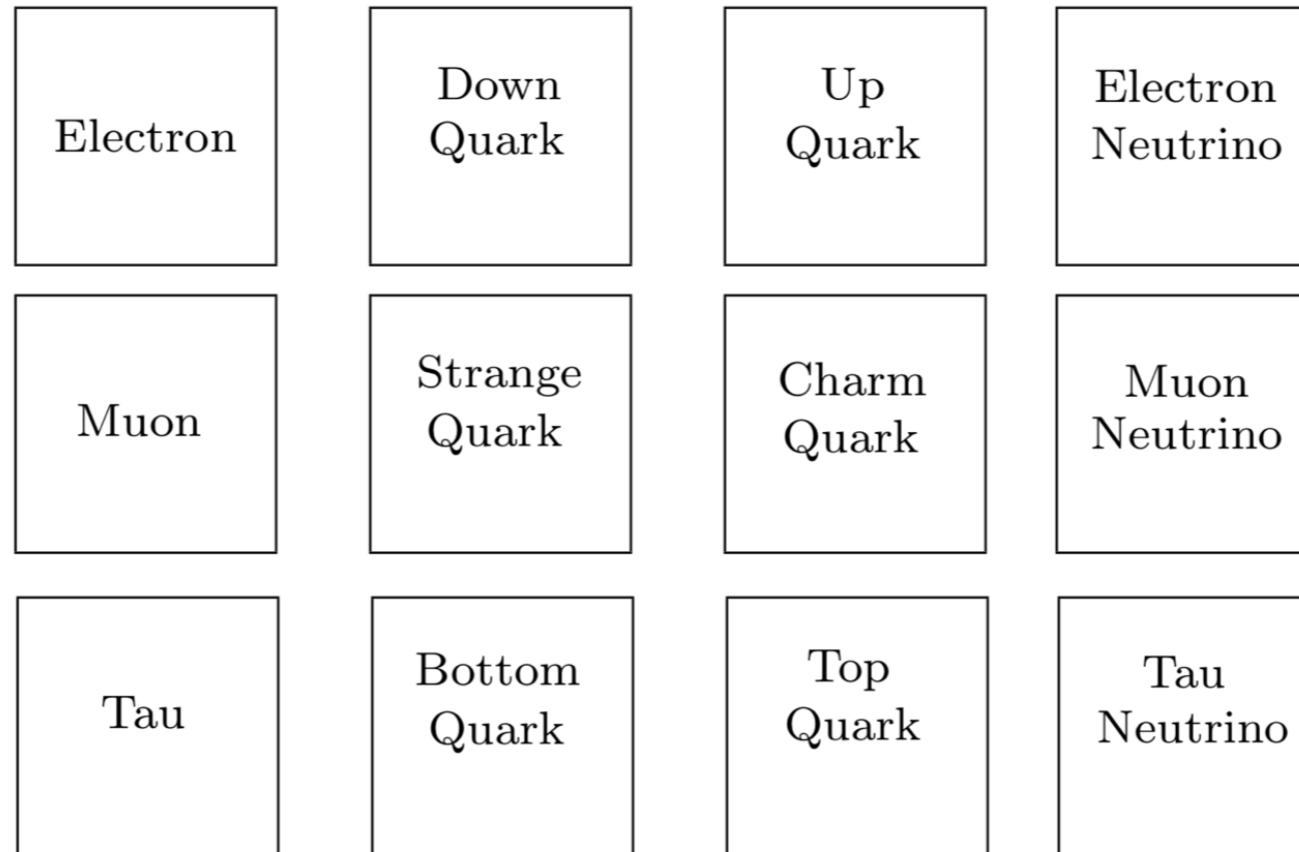 Electron
Down
Quark
Up
Quark
Electron
Neutrino
Muon
Strange
Quark
Charm
Quark
Muon
Neutrino
Tau
Bottom
Quark
Top
Quark
Tau
Neutrino